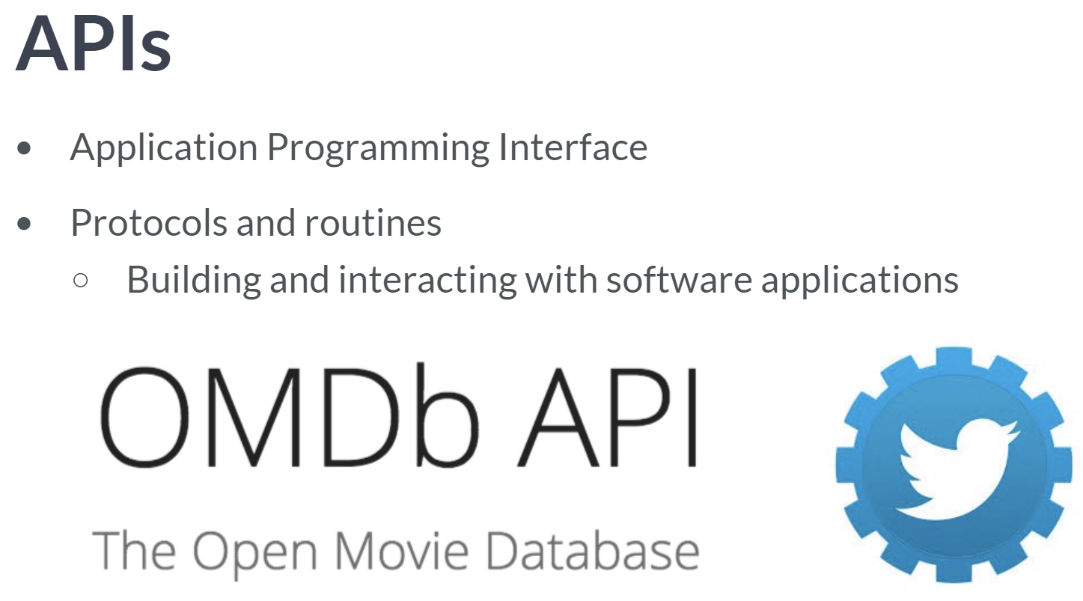 APIs
• Application Programming Interface
• Protocols and routines
○ Building and interacting with software applications
OMDb API
The Open Movie Database